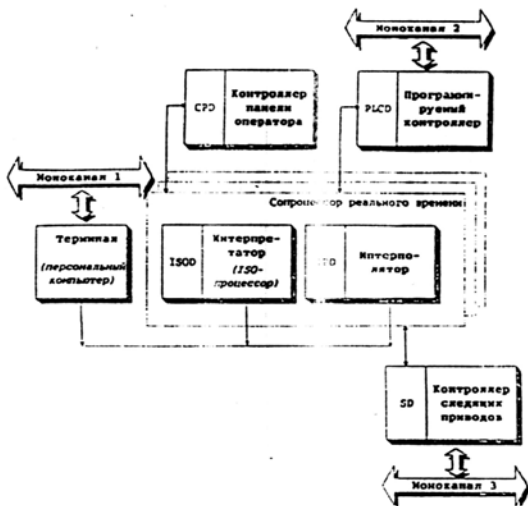 Моноканал 2
CPD
Контроллер
панели
оператора
PLCD
Программи-
руемый
контроллер
Моноканал 1
Сопроцессор реального времени
Терминал
(персональный
компьютер)
ISOD
Интерпре-
татор
(ISO-
процессор)
Интерпо-
лятор
SD
Контроллер
следящих
приводов
Моноканал 3